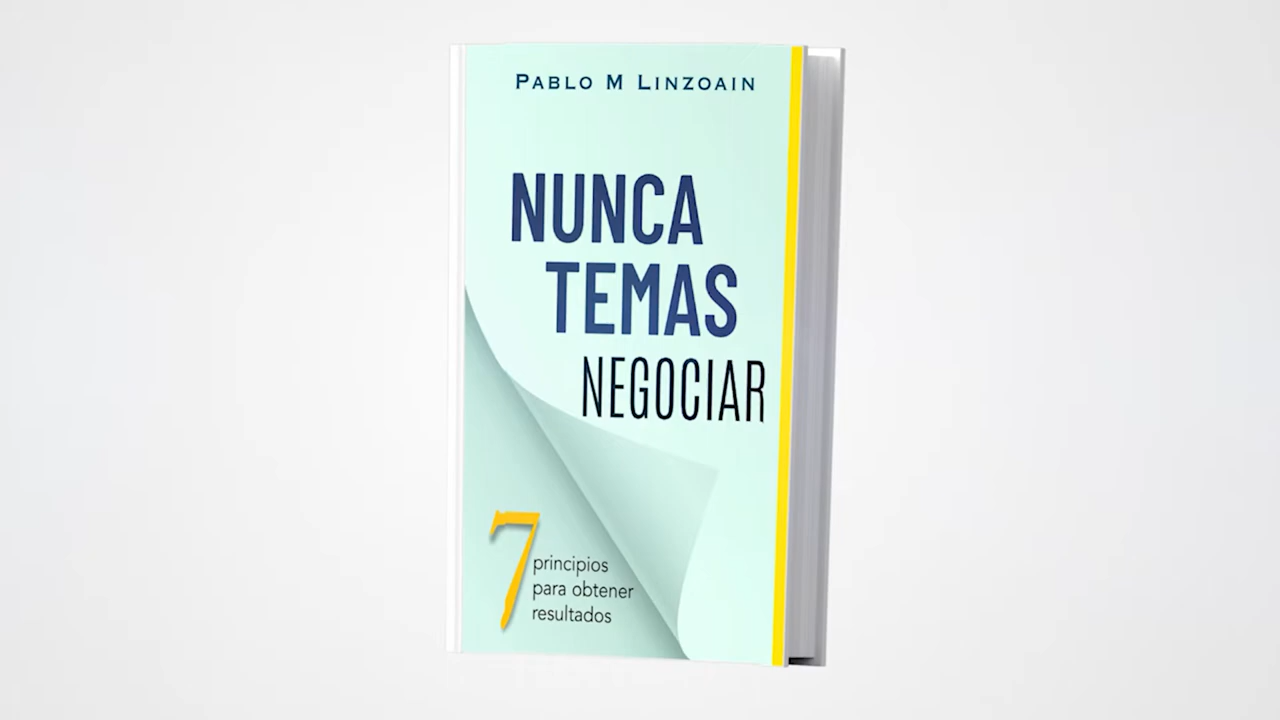 PABLO M LINZOAIN
NUNCA
TEMAS
NEGOCIAR
7
principios
para obtener
resultados